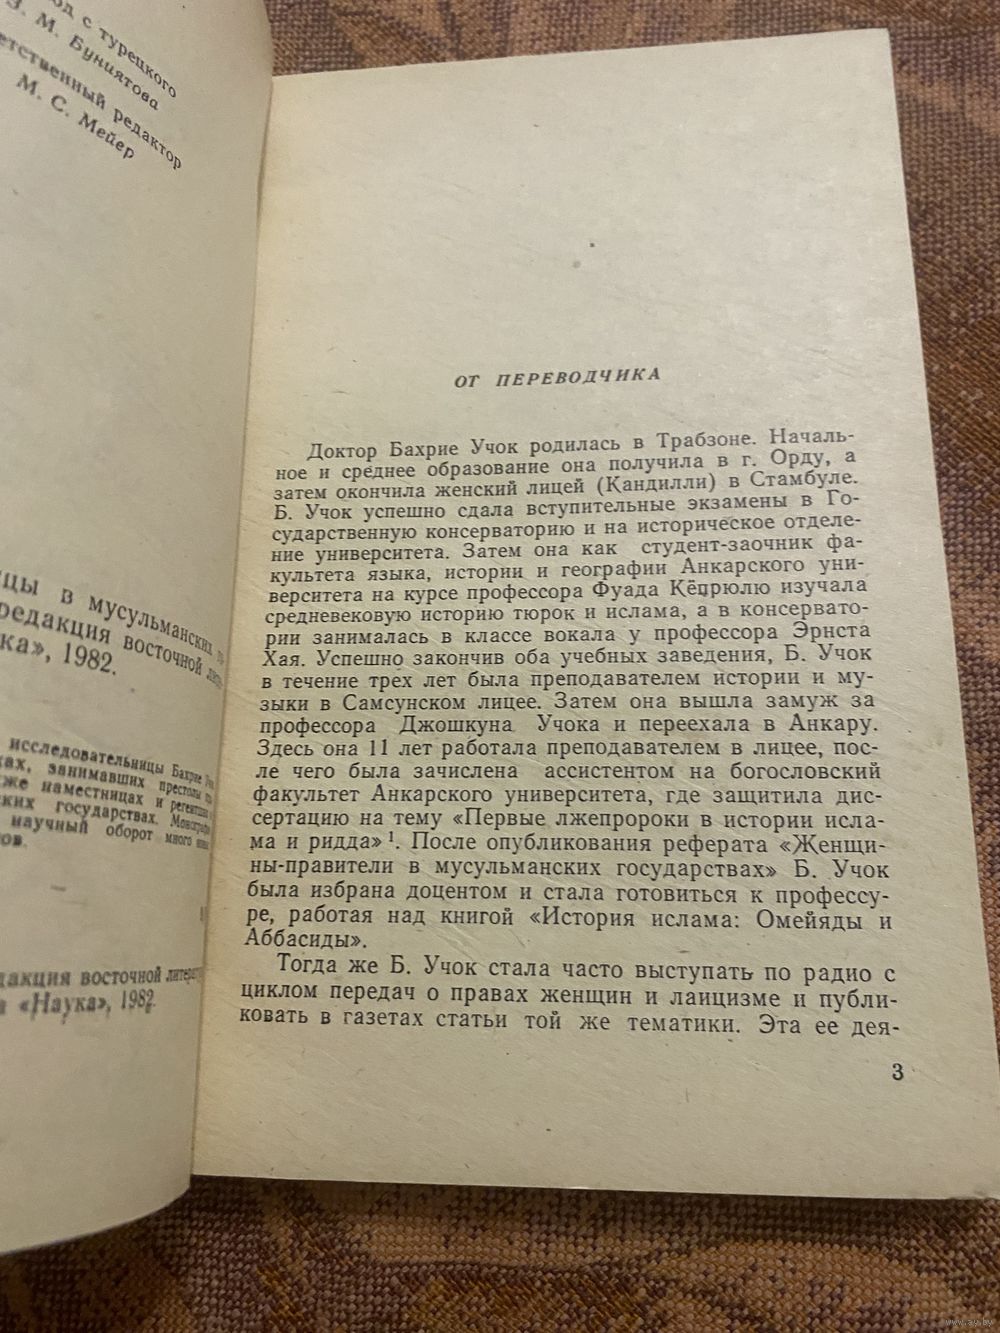 од с турецкого
З. М. Буниятова
етственный редактор
М. С. Мейер
цы в мусульманских
редакция восточной
ка», 1982.
исследовательницы Бахрие
ах, занимавших престолы
же наместницах и регентшах
ских государствах.
научный оборот много
ов.
дакция восточной
а «Наука», 1982.
ОТ ПЕРЕВОДЧИКА
Доктор Бахрие Учок родилась в Трабзоне. Началь-
ное и среднее образование она получила в г. Орду, а
затем окончила женский лицей (Кандилли) в Стамбуле.
Б. Учок успешно сдала вступительные экзамены в Го-
сударственную консерваторию и на историческое отделе-
ние университета. Затем она как студент-заочник фа-
культета языка, истории и географии Анкарского уни-
верситета на курсе профессора Фуада Кёпрюлю изучала
средневековую историю тюрок и ислама, а в консервато-
рии занималась в классе вокала у профессора Эрнста
Хая. Успешно закончив оба учебных заведения, Б. Учок
в течение трех лет была преподавателем истории и му-
зыки в Самсунском лицее. Затем она вышла замуж за
профессора Джошкуна Учока и переехала в Анкару.
Здесь она 11 лет работала преподавателем в лицее, пос-
ле чего была зачислена ассистентом на богословский
факультет Анкарского университета, где защитила дис-
сертацию на тему «Первые лжепророки в истории исла-
ма и ридда»¹. После опубликования реферата «Женщи-
ны-правители в мусульманских государствах» Б. Учок
была избрана доцентом и стала готовиться к профессу-
ре, работая над книгой «История ислама: Омейяды и
Аббасиды».
Тогда же Б. Учок стала часто выступать по радио с
циклом передач о правах женщин и лаицизме и публи-
ковать в газетах статьи той же тематики. Эта ее дея-
3
www.ay.by